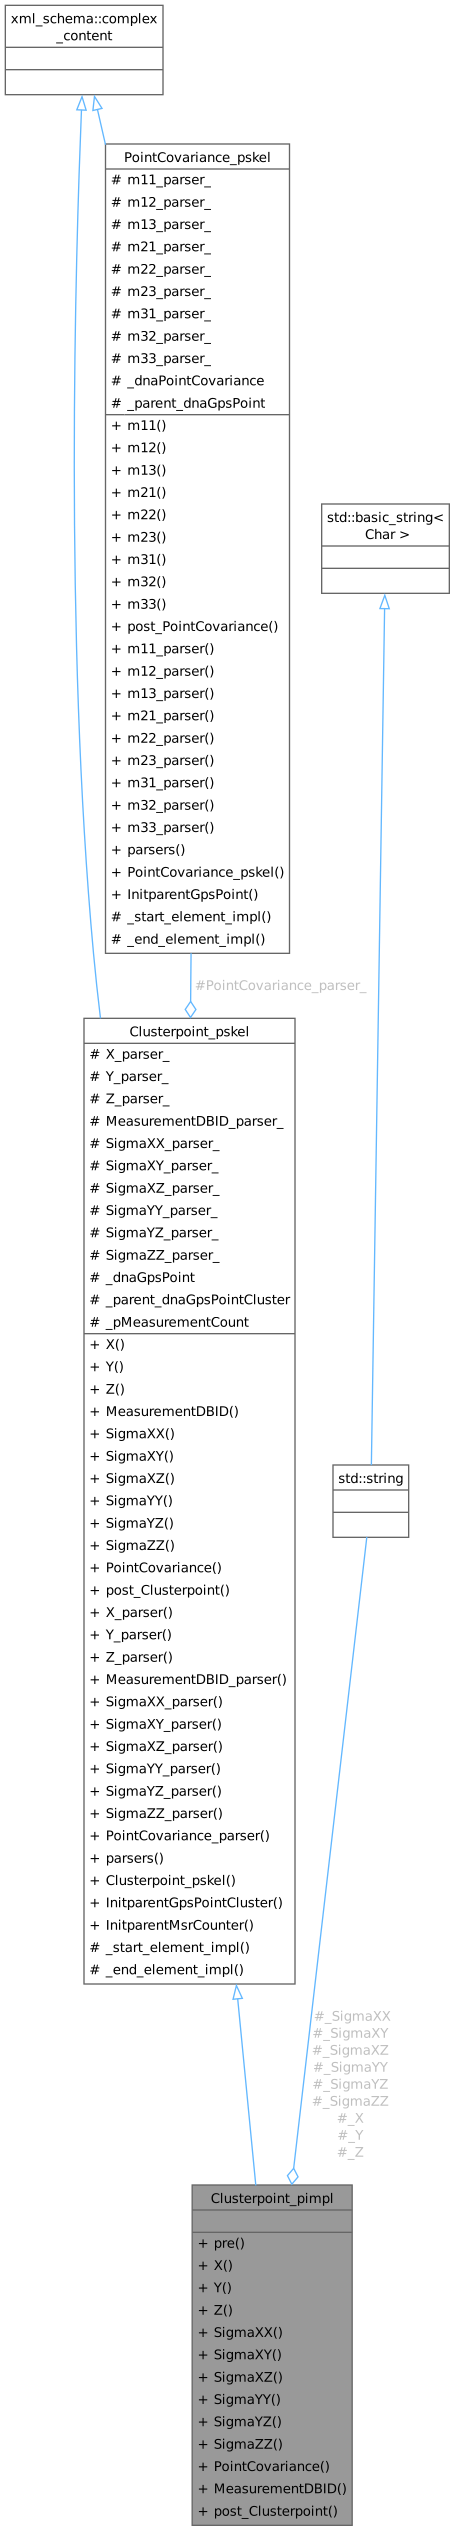 xml_schema::complex
_content
PointCovariance_pskel
# m11_parser_
# m12_parser_
# m13_parser_
# m21_parser_
# m22_parser_
# m23_parser_
# m31_parser_
# m32_parser_
# m33_parser_
# _dnaPointCovariance
# _parent_dnaGpsPoint
+ m11()
+ m12()
+ m13()
+ m21()
+ m22()
+ m23()
+ m31()
+ m32()
+ m33()
+ post_PointCovariance()
+ m11_parser()
+ m12_parser()
+ m13_parser()
+ m21_parser()
+ m22_parser()
+ m23_parser()
+ m31_parser()
+ m32_parser()
+ m33_parser()
+ parsers()
+ PointCovariance_pskel()
+ InitparentGpsPoint()
# _start_element_impl()
# _end_element_impl()
std::basic_string<
Char >
#PointCovariance_parser_
Clusterpoint_pskel
# X_parser_
# Y_parser_
# Z_parser_
# MeasurementDBID_parser_
# SigmaXX_parser_
# SigmaXY_parser_
# SigmaXZ_parser_
# SigmaYY_parser_
# SigmaYZ_parser_
# SigmaZZ_parser_
# _dnaGpsPoint
# _parent_dnaGpsPointCluster
# _pMeasurementCount
+ X()
+ Y()
+ Z()
+ MeasurementDBID()
+ SigmaXX()
+ SigmaXY()
+ SigmaXZ()
+ SigmaYY()
+ SigmaYZ()
+ SigmaZZ()
+ PointCovariance()
+ post_Clusterpoint()
+ X_parser()
+ Y_parser()
+ Z_parser()
+ MeasurementDBID_parser()
+ SigmaXX_parser()
+ SigmaXY_parser()
+ SigmaXZ_parser()
+ SigmaYY_parser()
+ SigmaYZ_parser()
+ SigmaZZ_parser()
+ PointCovariance_parser()
+ parsers()
+ Clusterpoint_pskel()
+ InitparentGpsPointCluster()
+ InitparentMsrCounter()
# _start_element_impl()
# _end_element_impl()
std::string
#_SigmaXX
#_SigmaXY
#_SigmaXZ
#_SigmaYY
#_SigmaYZ
#_SigmaZZ
#_X
#_Y
#_Z
Clusterpoint_pimpl
+ pre()
+ X()
+ Y()
+ Z()
+ SigmaXX()
+ SigmaXY()
+ SigmaXZ()
+ SigmaYY()
+ SigmaYZ()
+ SigmaZZ()
+ PointCovariance()
+ MeasurementDBID()
+ post_Clusterpoint()